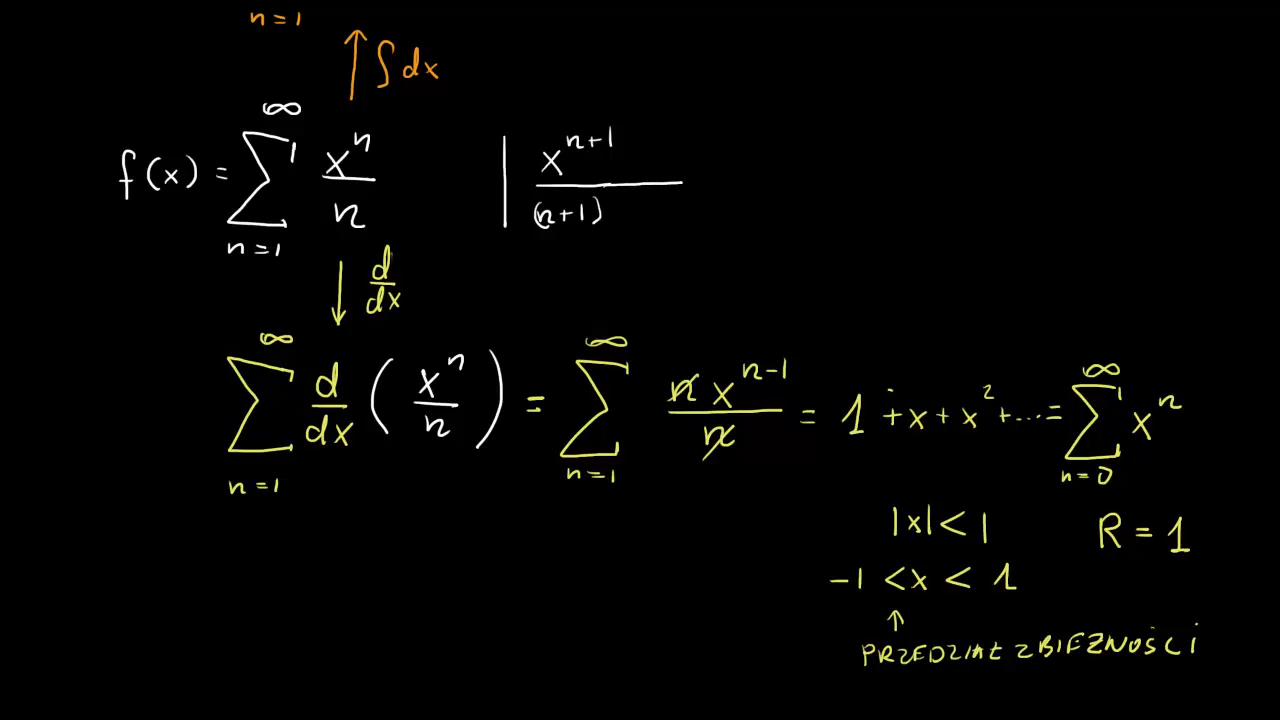 n = 1
↑ ∫ dx
f(x) = ∞ ∑ n=1 x^n / n | x^{n+1} / (n+1)
↓ d/dx
∞ ∑ n=1 d/dx ( x^n / n ) = ∞ ∑ n=1 n x^{n-1} / n = 1 + x + x^2 + ... = ∞ ∑ n=0 x^n
|x| < 1 R = 1
-1 < x < 1
↑
PRZEDZIAŁ ZBIEŻNOŚCI